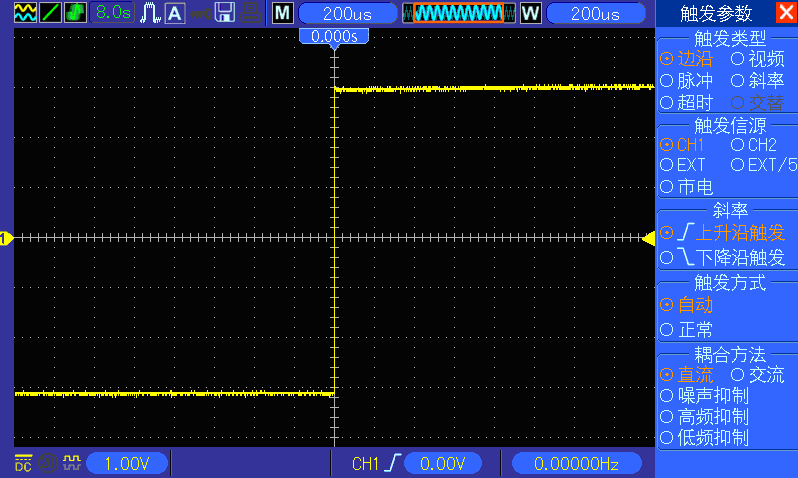 8.0s A M 200us W 200us 触发参数
0.000s
触发类型
边沿 视频
脉冲 斜率
超时 交替
触发信源
CH1 CH2
EXT EXT/5
市电
斜率
上升沿触发
下降沿触发
触发方式
自动
正常
耦合方法
直流 交流
噪声抑制
高频抑制
低频抑制
1
DC 1.00V CH1 0.00V 0.00000Hz